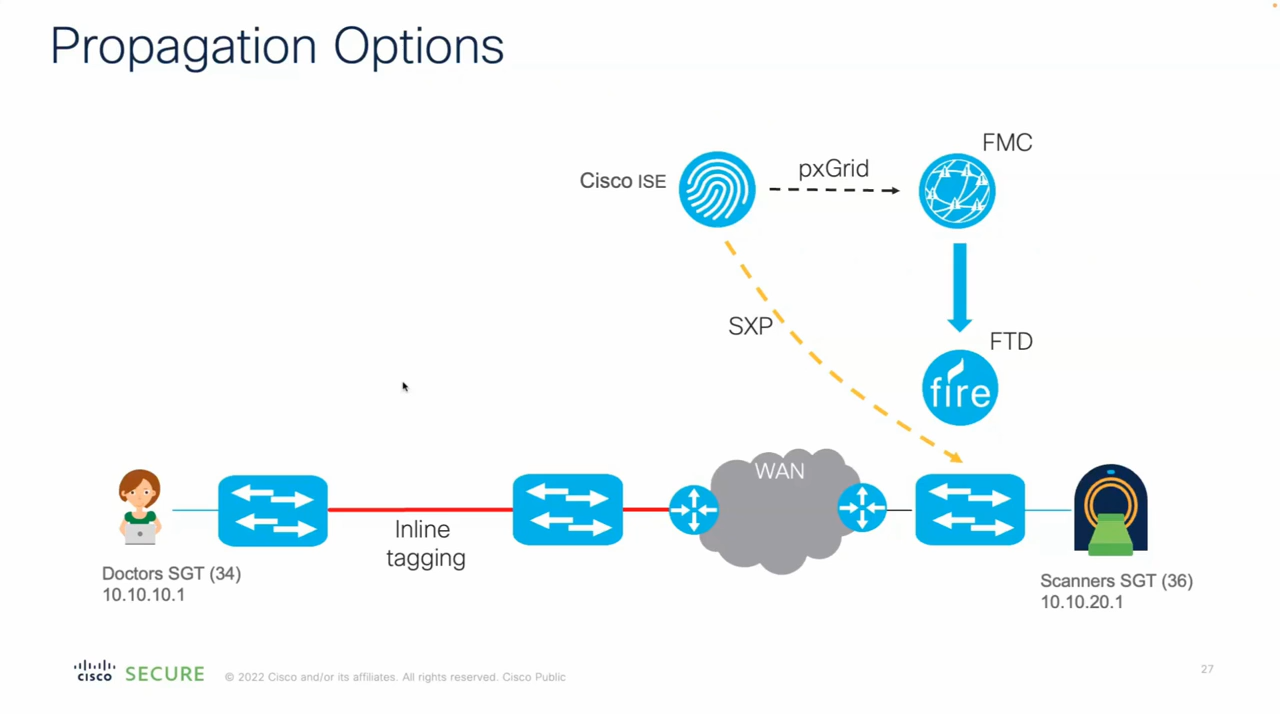 Propagation Options
FMC
Cisco ISE
pxGrid
SXP
FTD
fire
WAN
Inline
tagging
Doctors SGT (34)
10.10.10.1
Scanners SGT (36)
10.10.20.1
cisco SECURE
© 2022 Cisco and/or its affiliates. All rights reserved. Cisco Public
27